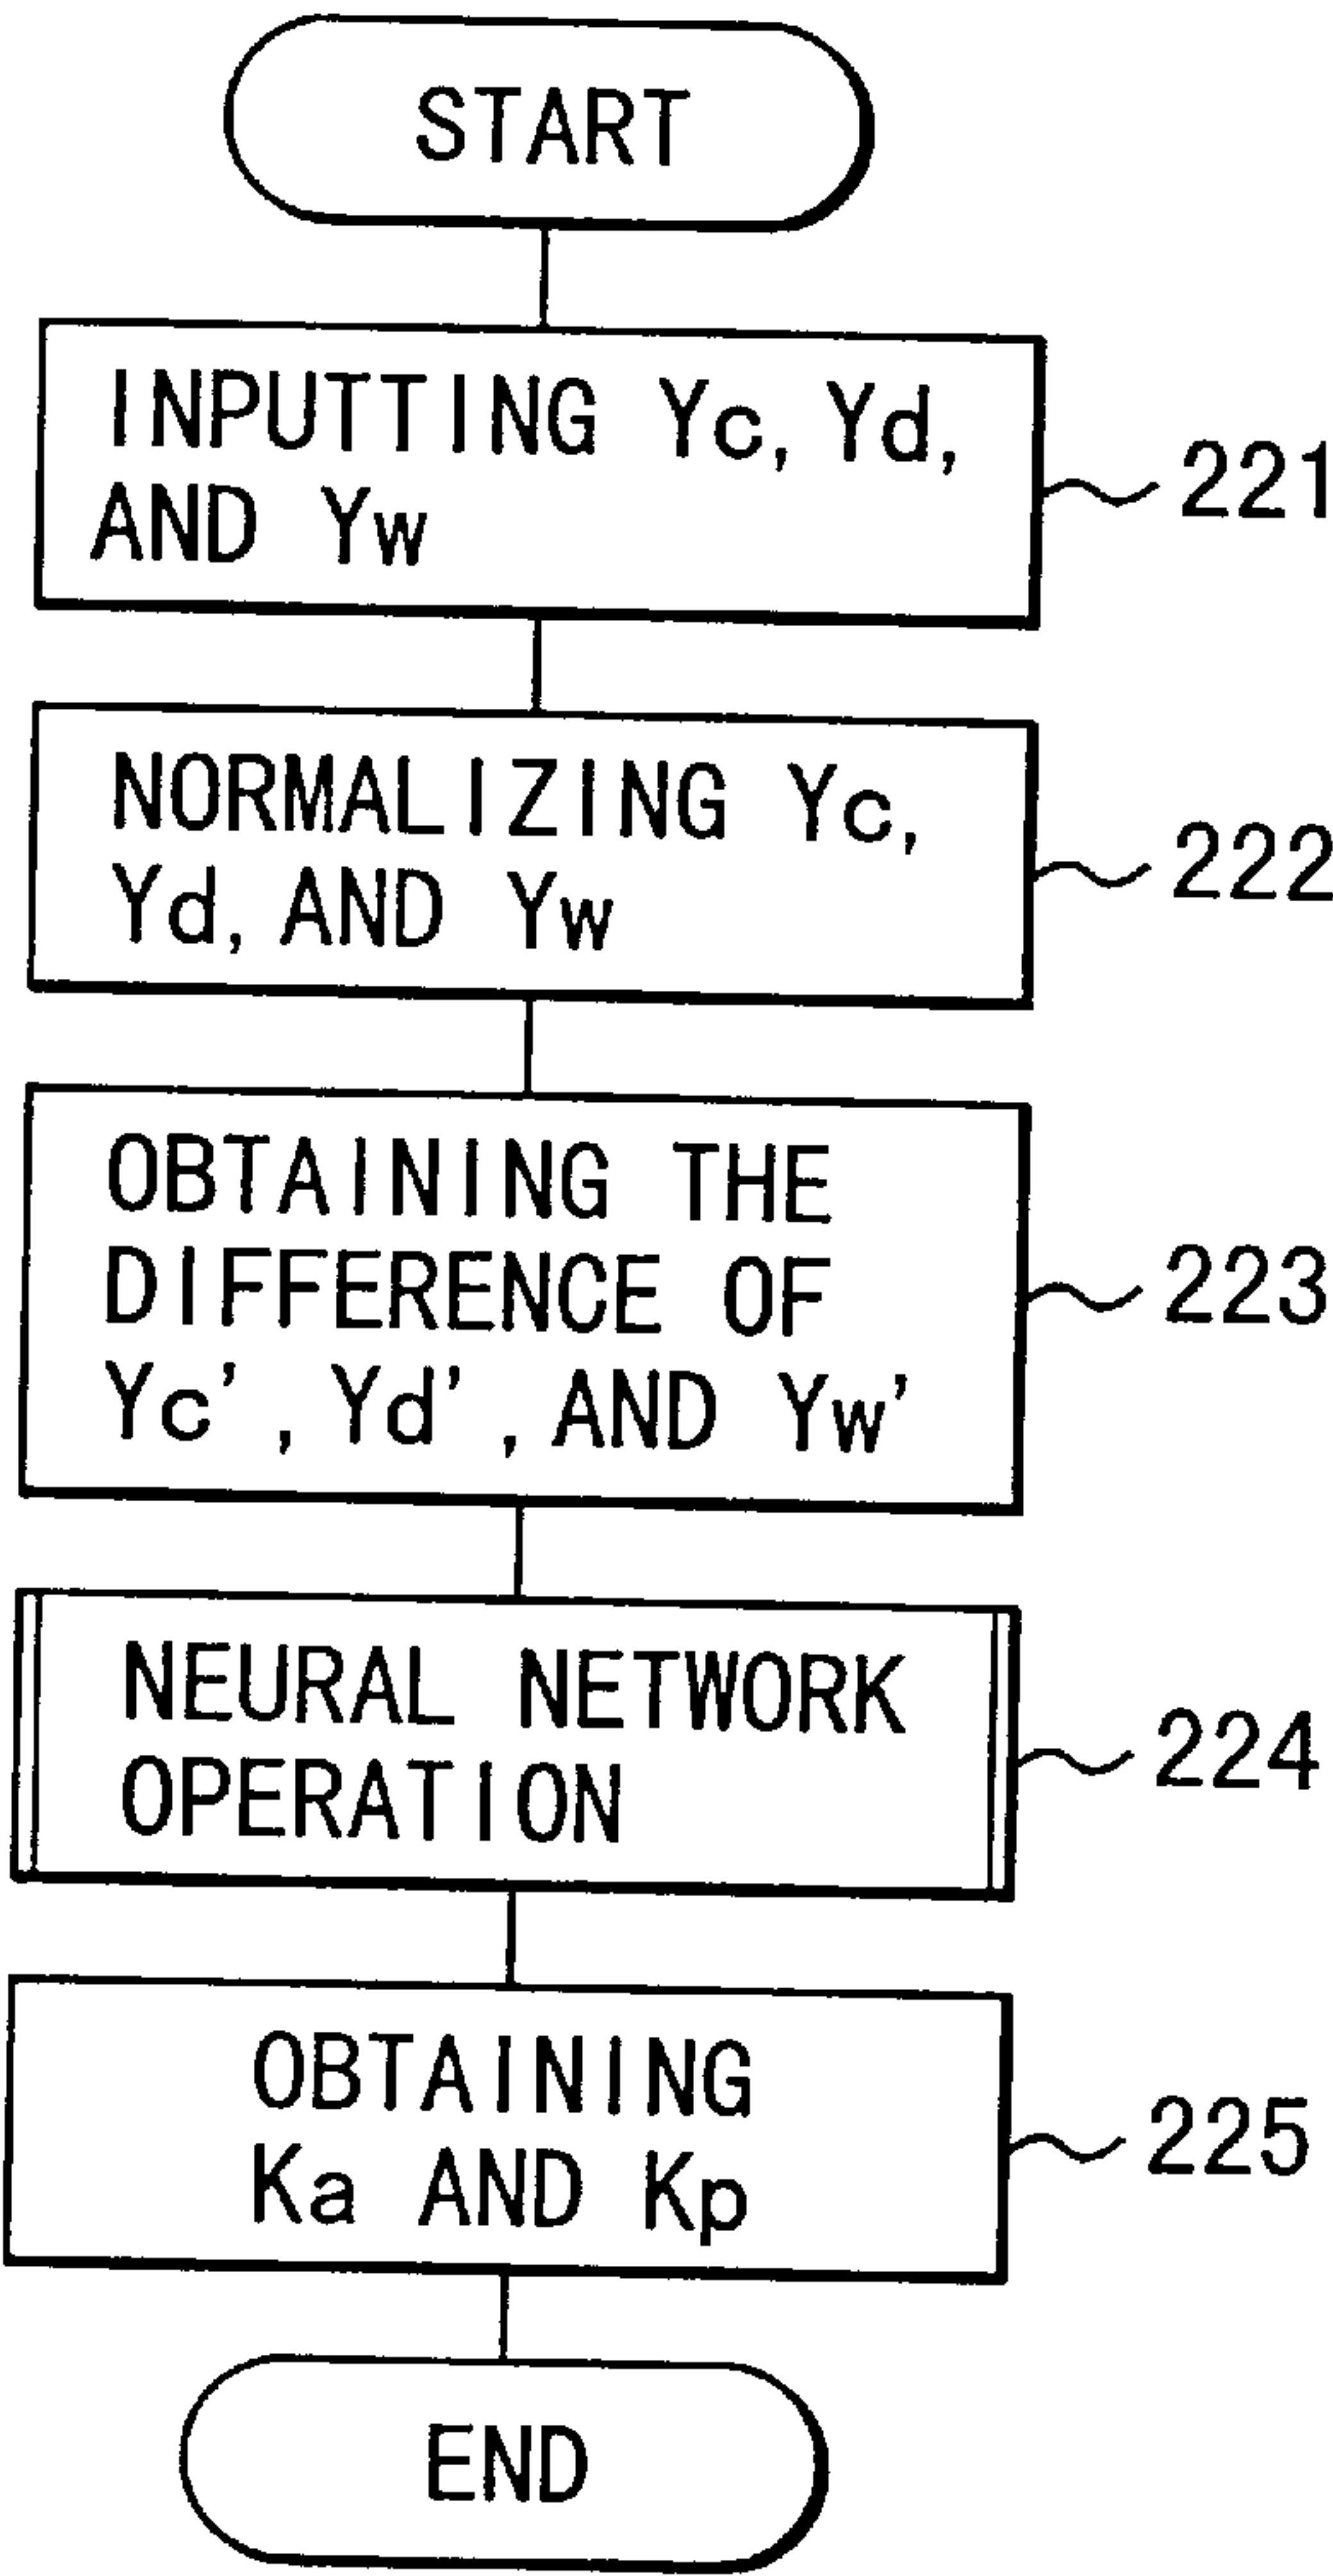 START
INPUTTING Yc, Yd,
AND Yw
221
NORMALIZING Yc,
Yd, AND Yw
222
OBTAINING THE
DIFFERENCE OF
Yc', Yd', AND Yw'
223
NEURAL NETWORK
OPERATION
224
OBTAINING
Ka AND Kp
225
END